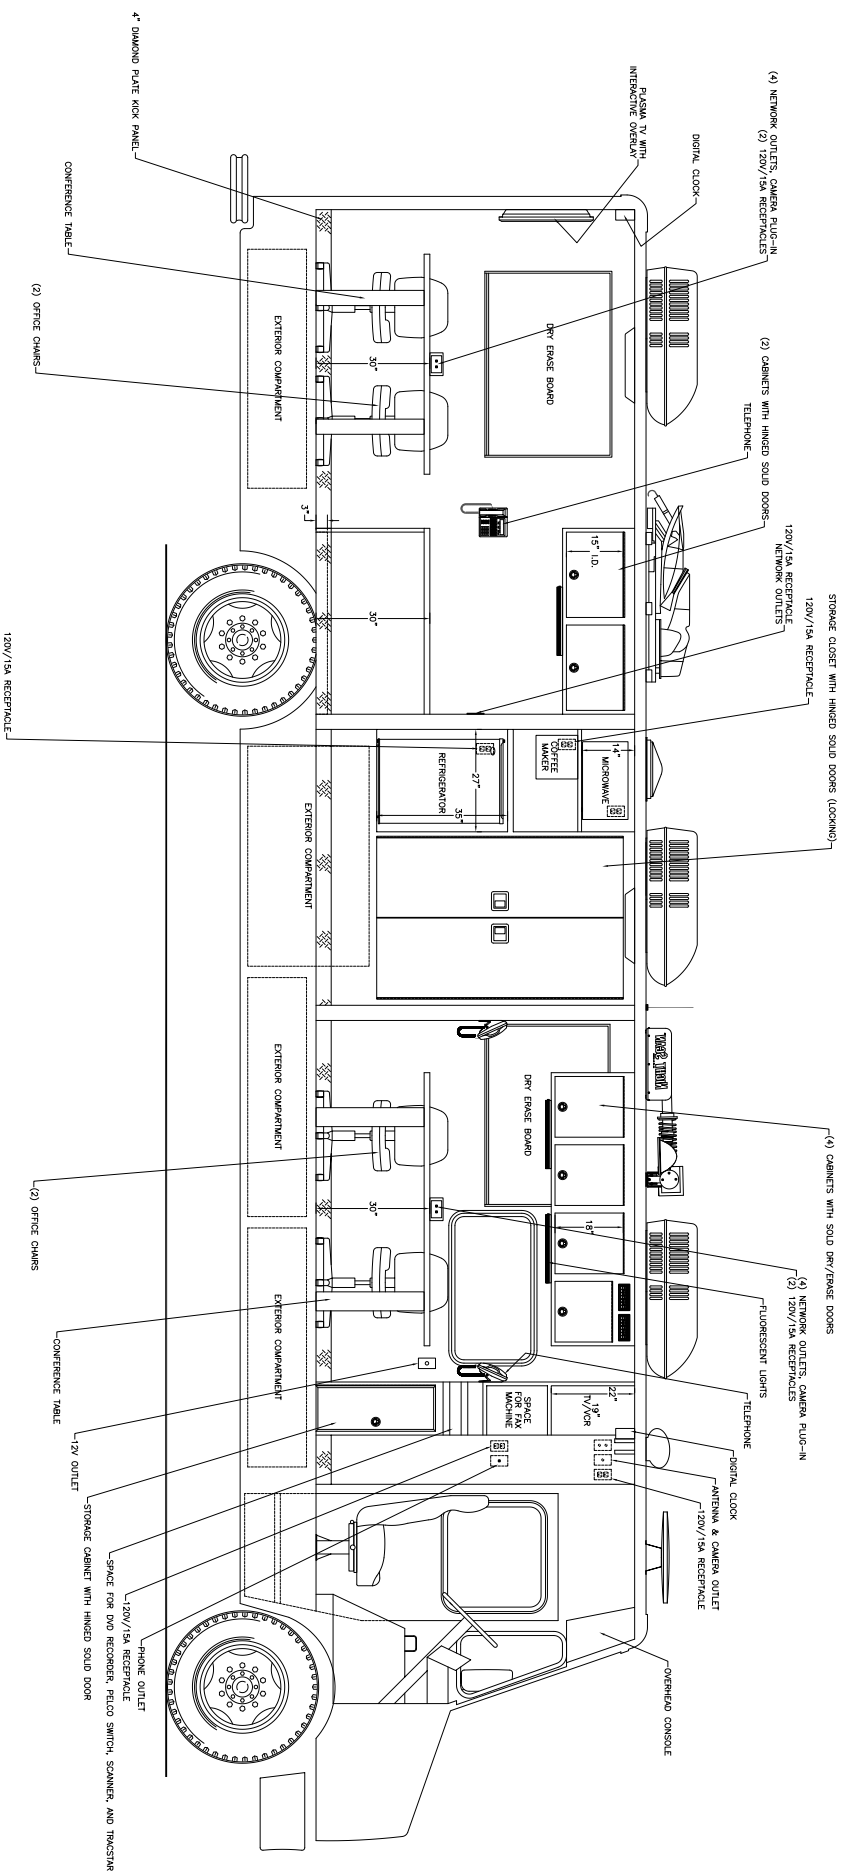 4" DIAMOND PLATE KICK PANEL
CONFERENCE TABLE
(2) OFFICE CHAIRS
PLASMA TV WITH
INTERACTIVE OVERLAY
DIGITAL CLOCK
(4) NETWORK OUTLETS, CAMERA PLUG-IN
(2) 120V/15A RECEPTACLES
(2) CABINETS WITH HINGED SOLID DOORS
TELEPHONE
120V/15A RECEPTACLE
NETWORK OUTLETS
STORAGE CLOSET WITH HINGED SOLID DOORS (LOCKING)
120V/15A RECEPTACLE
120V/15A RECEPTACLE
DRY ERASE BOARD
EXTERIOR COMPARTMENT
30"
3"
15" I.D.
30"
14"
MICROWAVE
COFFEE
MAKER
REFRIGERATOR
27"
35"
EXTERIOR COMPARTMENT
EXTERIOR COMPARTMENT
DRY ERASE BOARD
NIGHT SCAN
18"
30"
EXTERIOR COMPARTMENT
(4) CABINETS WITH SOLD DRY/ERASE DOORS
(4) NETWORK OUTLETS, CAMERA PLUG-IN
(2) 120V/15A RECEPTACLES
FLUORESCENT LIGHTS
TELEPHONE
DIGITAL CLOCK
ANTENNA & CAMERA OUTLET
120V/15A RECEPTACLE
OVERHEAD CONSOLE
22"
19"
TV/VCR
SPACE
FOR FAX
MACHINE
(2) OFFICE CHAIRS
CONFERENCE TABLE
12V OUTLET
STORAGE CABINET WITH HINGED SOLID DOOR
SPACE FOR DVD RECORDER, PELCO SWITCH, SCANNER, AND TRACSTAR
120V/15A RECEPTACLE
PHONE OUTLET